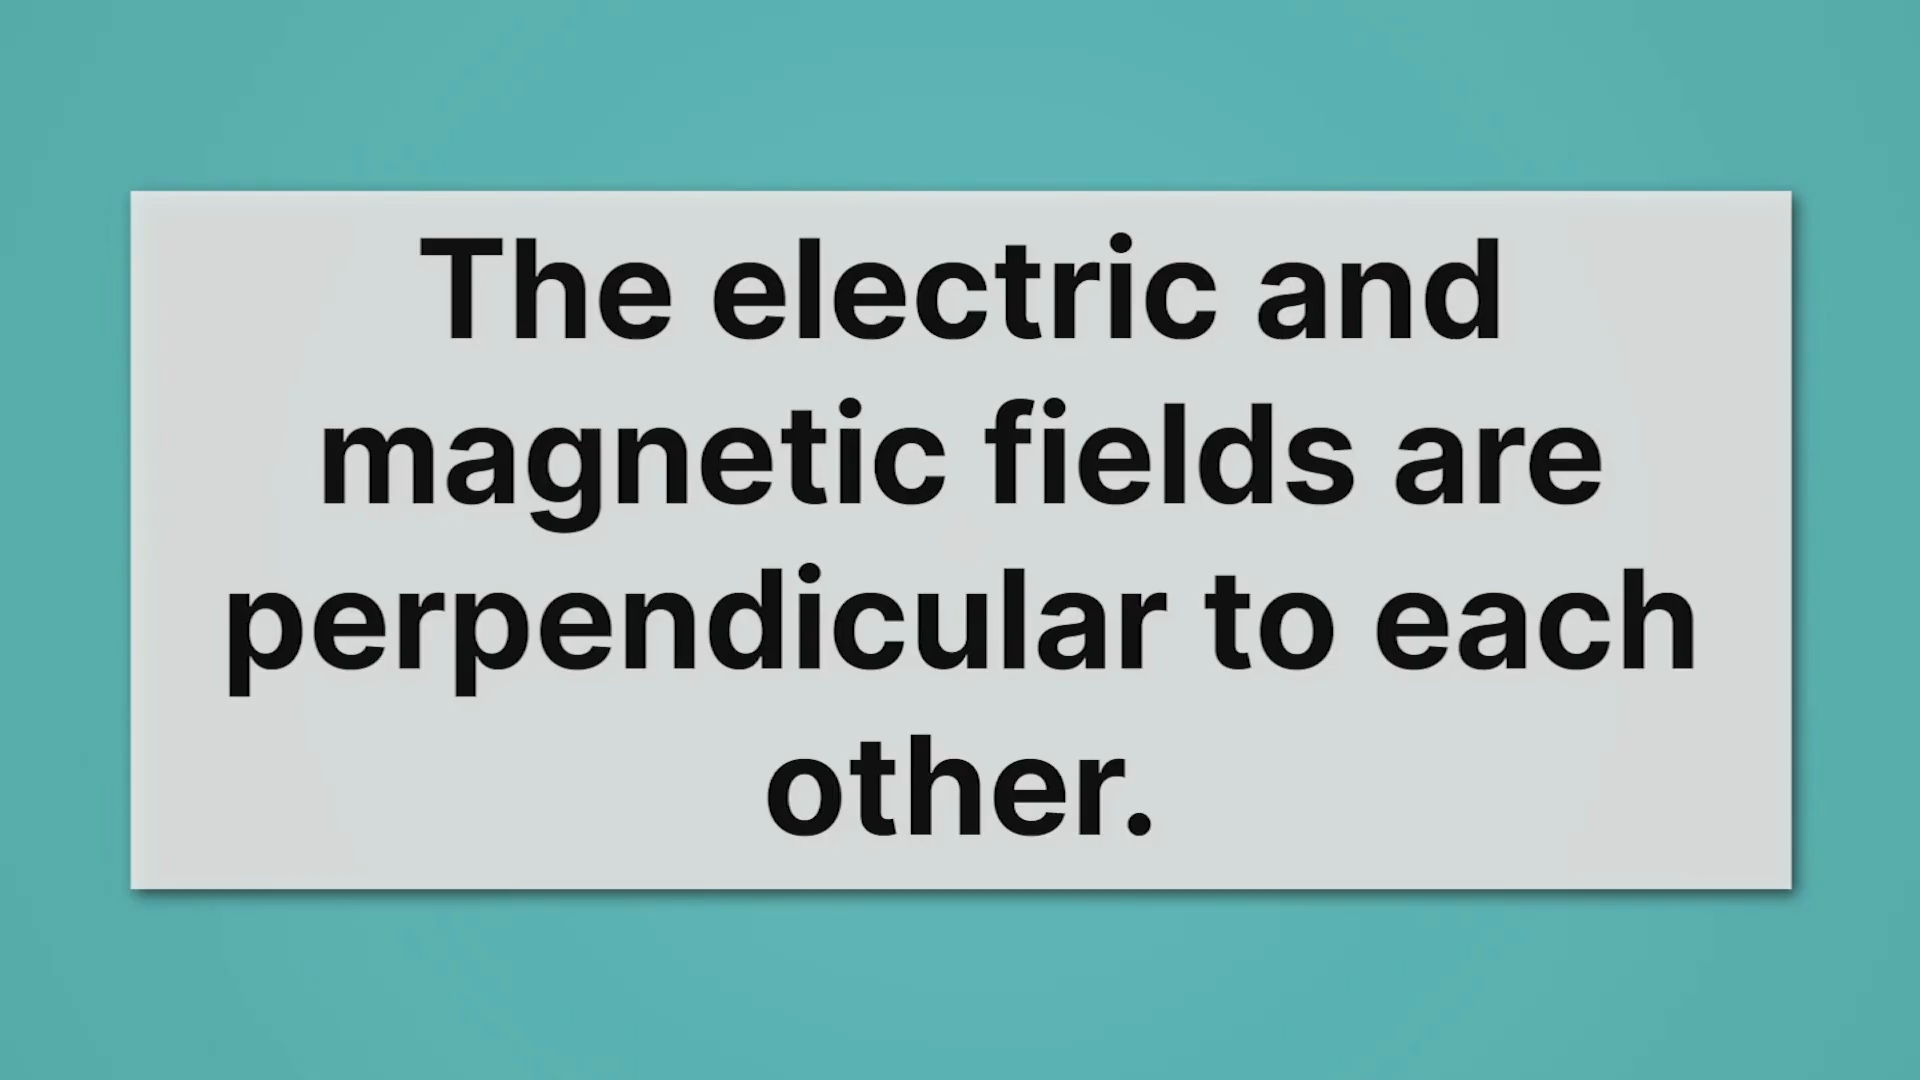 The electric and
magnetic fields are
perpendicular to each
other.